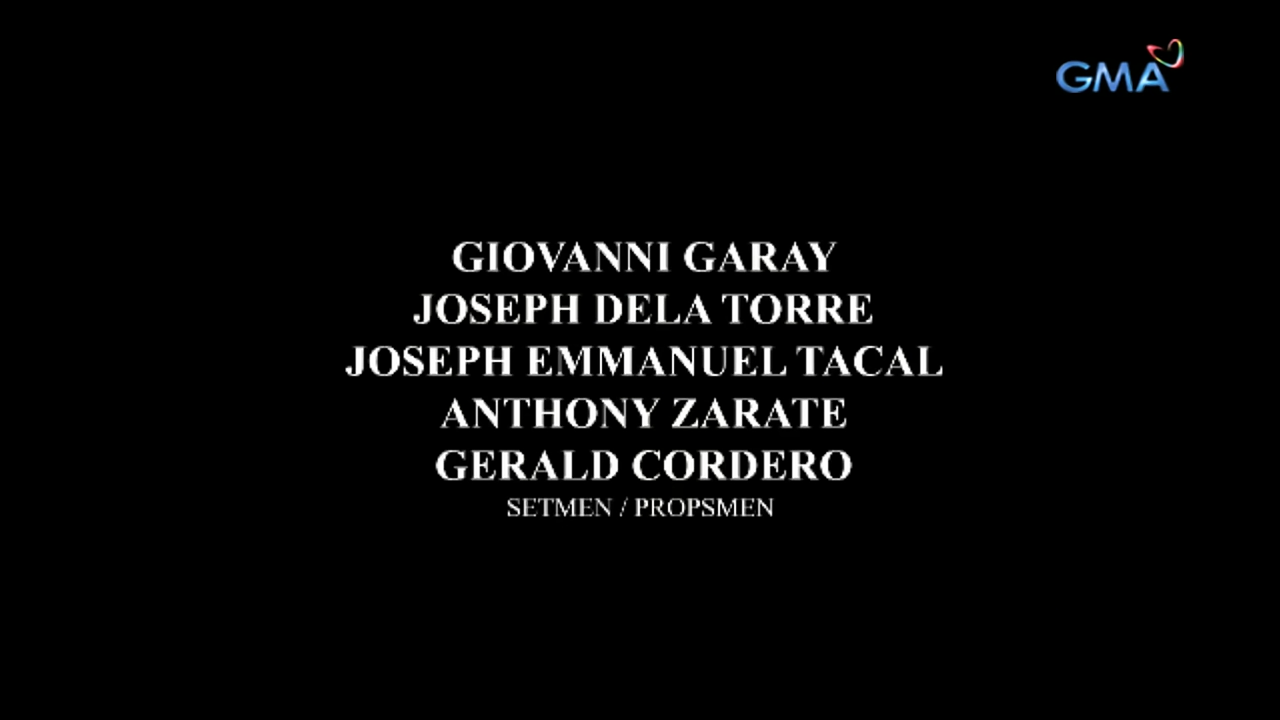 GMA
GIOVANNI GARAY
JOSEPH DELA TORRE
JOSEPH EMMANUEL TACAL
ANTHONY ZARATE
GERALD CORDERO
SETMEN / PROPSMEN